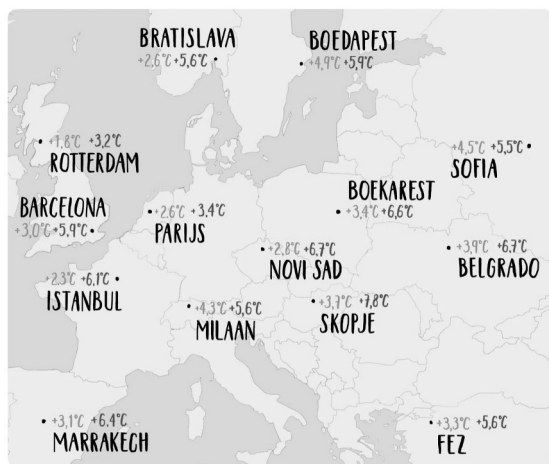 BRATISLAVA
+2,6°C +5,6°C
BOEDAPEST
+4,9°C +5,9°C
+1,8°C +3,2°C
ROTTERDAM
+4,5°C +5,5°C
SOFIA
BARCELONA
+3,0°C +5,9°C
+2,6°C +3,4°C
PARIJS
BOEKAREST
+3,4°C +6,6°C
+2,8°C +6,7°C
NOVI SAD
+3,9°C +6,7°C
BELGRADO
+2,3°C +6,1°C
ISTANBUL
+4,3°C +5,6°C
MILAAN
+3,7°C +7,8°C
SKOPJE
+3,1°C +6,4°C
MARRAKECH
+3,3°C +5,6°C
FEZ